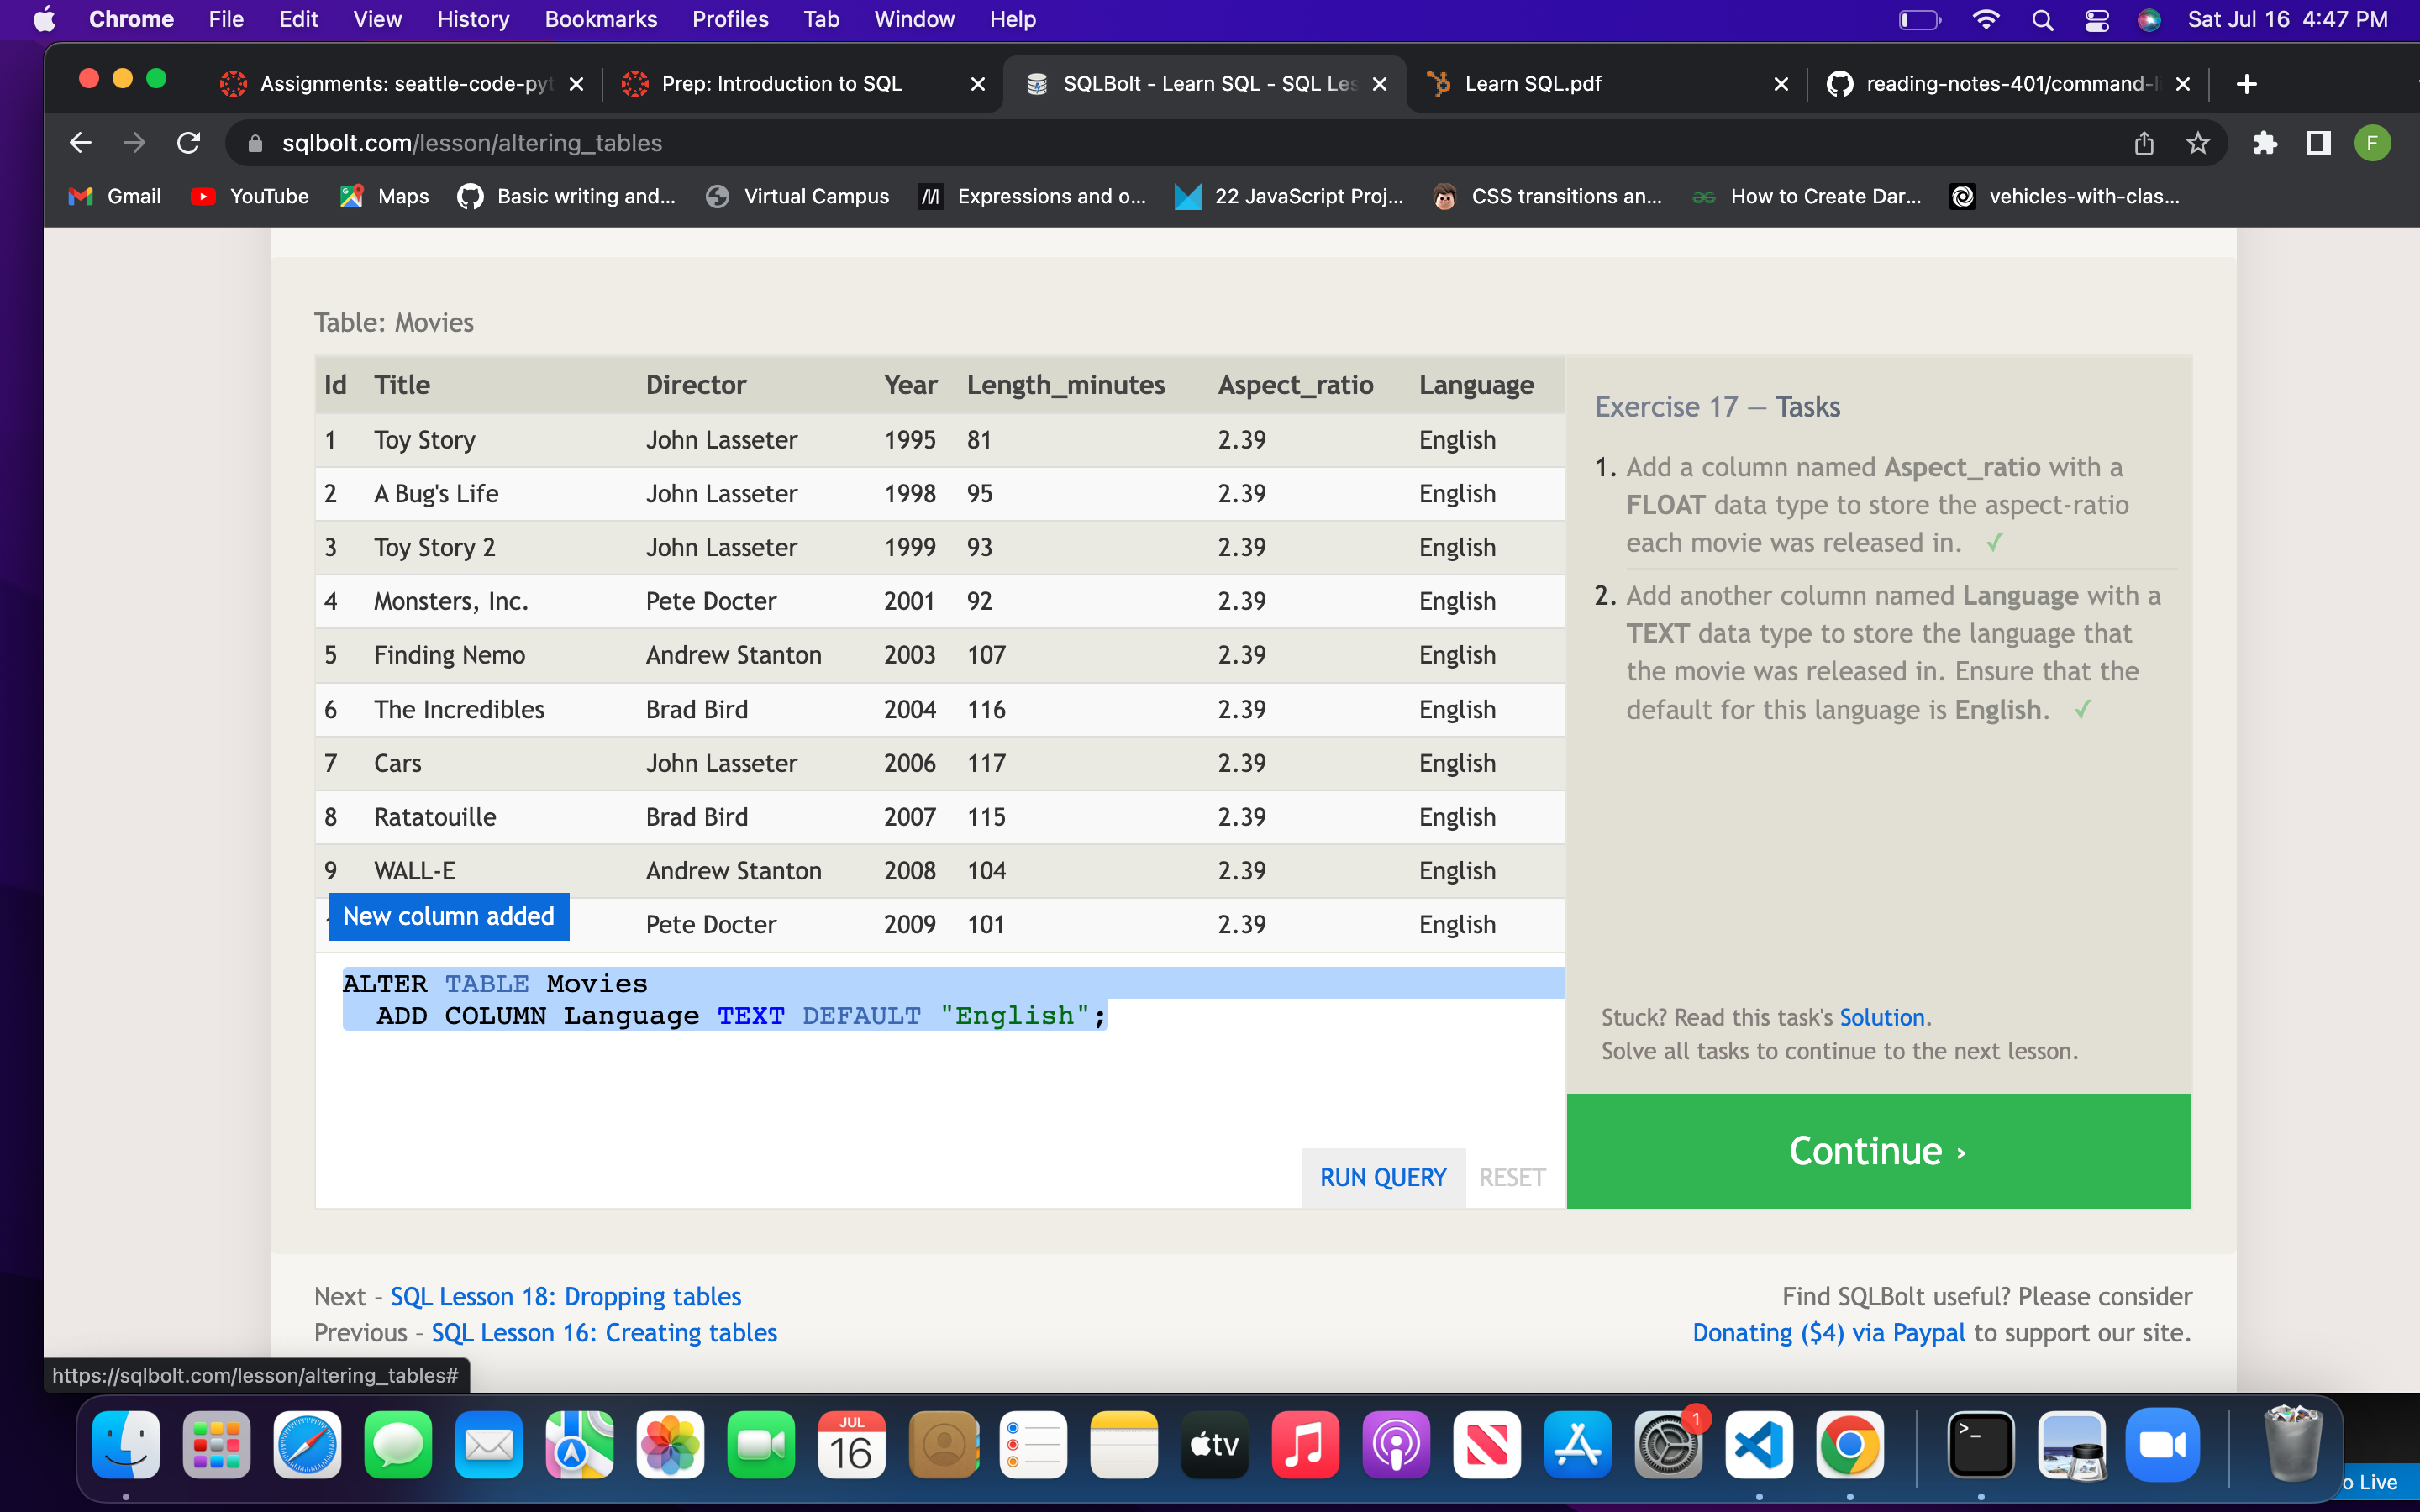 Chrome File Edit View History Bookmarks Profiles Tab Window Help Sat Jul 16 4:47 PM
Assignments: seattle-code-pyt Prep: Introduction to SQL SQLBolt - Learn SQL - SQL Les Learn SQL.pdf reading-notes-401/command-li
sqlbolt.com/lesson/altering_tables F
Gmail YouTube Maps Basic writing and... Virtual Campus Expressions and o... 22 JavaScript Proj... CSS transitions an... How to Create Dar... vehicles-with-clas...
Table: Movies
Id Title Director Year Length_minutes Aspect_ratio Language
1 Toy Story John Lasseter 1995 81 2.39 English
2 A Bug's Life John Lasseter 1998 95 2.39 English
3 Toy Story 2 John Lasseter 1999 93 2.39 English
4 Monsters, Inc. Pete Docter 2001 92 2.39 English
5 Finding Nemo Andrew Stanton 2003 107 2.39 English
6 The Incredibles Brad Bird 2004 116 2.39 English
7 Cars John Lasseter 2006 117 2.39 English
8 Ratatouille Brad Bird 2007 115 2.39 English
9 WALL-E Andrew Stanton 2008 104 2.39 English
New column added Pete Docter 2009 101 2.39 English
ALTER TABLE Movies
ADD COLUMN Language TEXT DEFAULT "English";
RUN QUERY RESET
Exercise 17 — Tasks
1. Add a column named Aspect_ratio with a
FLOAT data type to store the aspect-ratio
each movie was released in. ✓
2. Add another column named Language with a
TEXT data type to store the language that
the movie was released in. Ensure that the
default for this language is English. ✓
Stuck? Read this task's Solution.
Solve all tasks to continue to the next lesson.
Continue ›
Next – SQL Lesson 18: Dropping tables
Previous – SQL Lesson 16: Creating tables
Find SQLBolt useful? Please consider
Donating ($4) via Paypal to support our site.
https://sqlbolt.com/lesson/altering_tables#
JUL
16
tv
1
>_
o Live